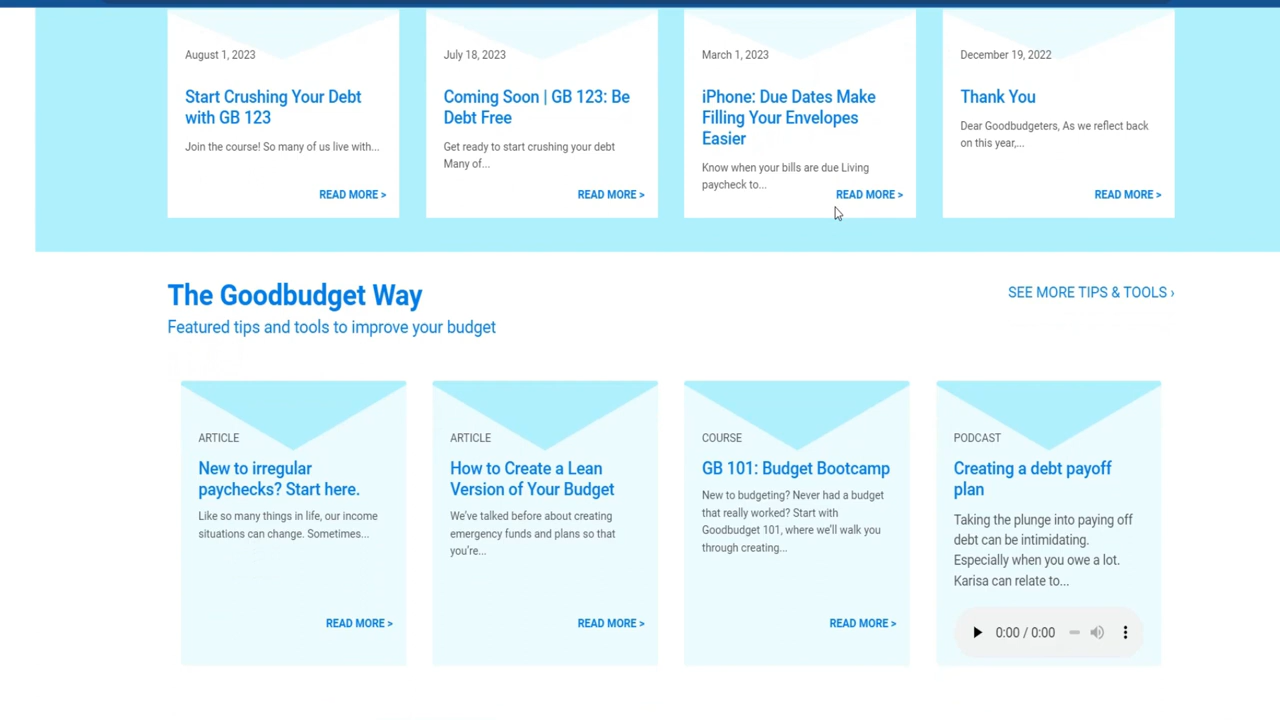 August 1, 2023
Start Crushing Your Debt
with GB 123
Join the course! So many of us live with...
READ MORE >
July 18, 2023
Coming Soon | GB 123: Be
Debt Free
Get ready to start crushing your debt
Many of...
READ MORE >
March 1, 2023
iPhone: Due Dates Make
Filling Your Envelopes
Easier
Know when your bills are due Living
paycheck to...
READ MORE >
December 19, 2022
Thank You
Dear Goodbudgeters, As we reflect back
on this year,...
READ MORE >
The Goodbudget Way
SEE MORE TIPS & TOOLS ›
Featured tips and tools to improve your budget
ARTICLE
New to irregular
paychecks? Start here.
Like so many things in life, our income
situations can change. Sometimes...
READ MORE >
ARTICLE
How to Create a Lean
Version of Your Budget
We've talked before about creating
emergency funds and plans so that
you're...
READ MORE >
COURSE
GB 101: Budget Bootcamp
New to budgeting? Never had a budget
that really worked? Start with
Goodbudget 101, where we'll walk you
through creating...
READ MORE >
PODCAST
Creating a debt payoff
plan
Taking the plunge into paying off
debt can be intimidating.
Especially when you owe a lot.
Karisa can relate to...
0:00 / 0:00